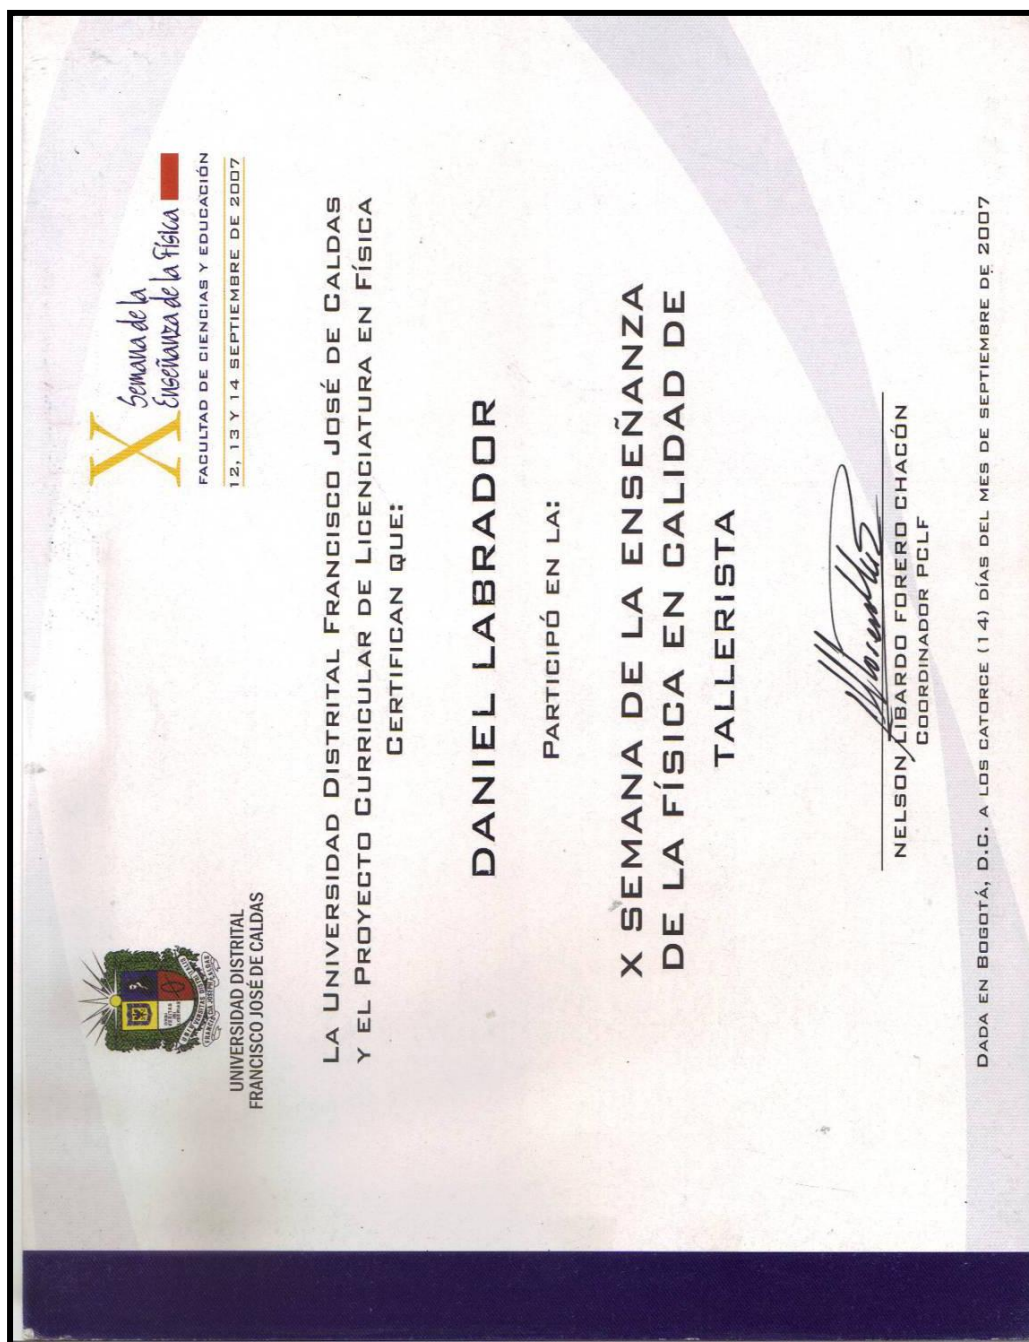 UNIVERSIDAD DISTRITAL
FRANCISCO JOSÉ DE CALDAS
X Semana de la
Enseñanza de la Física
FACULTAD DE CIENCIAS Y EDUCACIÓN
12, 13 Y 14 SEPTIEMBRE DE 2007
LA UNIVERSIDAD DISTRITAL FRANCISCO JOSÉ DE CALDAS
Y EL PROYECTO CURRICULAR DE LICENCIATURA EN FÍSICA
CERTIFICAN QUE:
DANIEL LABRADOR
PARTICIPÓ EN LA:
X SEMANA DE LA ENSEÑANZA
DE LA FÍSICA EN CALIDAD DE
TALLERISTA
NELSON LIBARDO FORERO CHACÓN
COORDINADOR PCLF
DADA EN BOGOTÁ, D.C. A LOS CATORCE (14) DÍAS DEL MES DE SEPTIEMBRE DE 2007